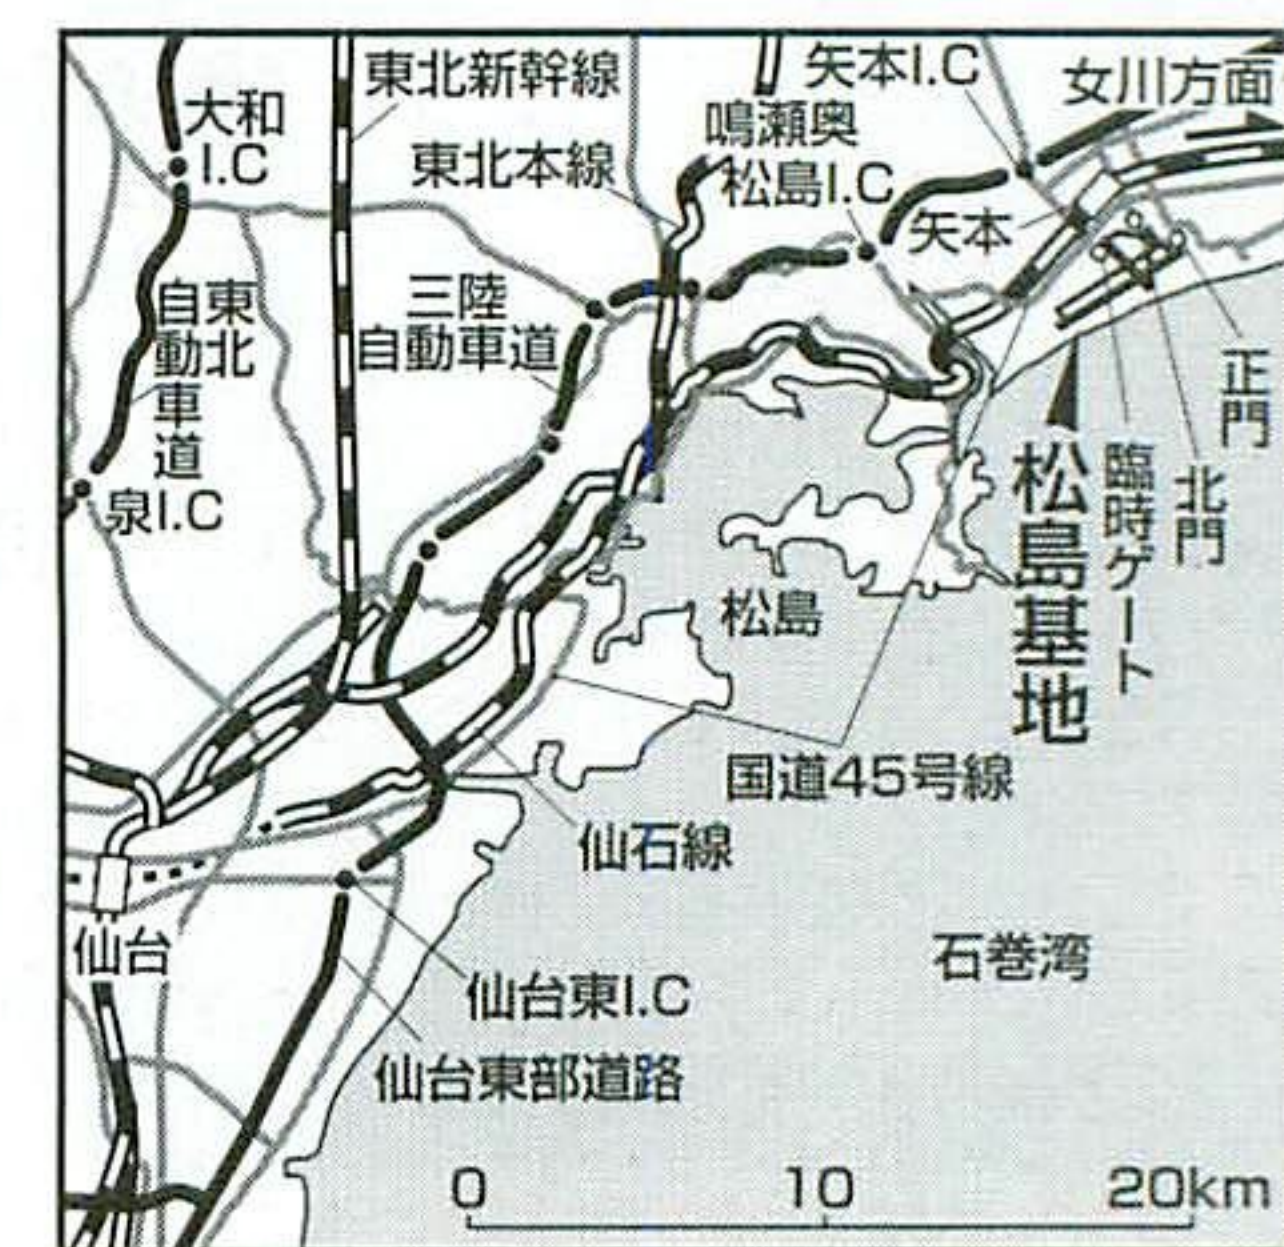 東北新幹線
矢本I.C
女川方面
大和
I.C
鳴瀬奥
松島I.C
東北本線
矢本
東北
自動車道
三陸
自動車道
正門
泉I.C
松島基地
臨時ゲート
北門
松島
国道45号線
仙石線
仙台
石巻湾
仙台東I.C
仙台東部道路
0 10 20km